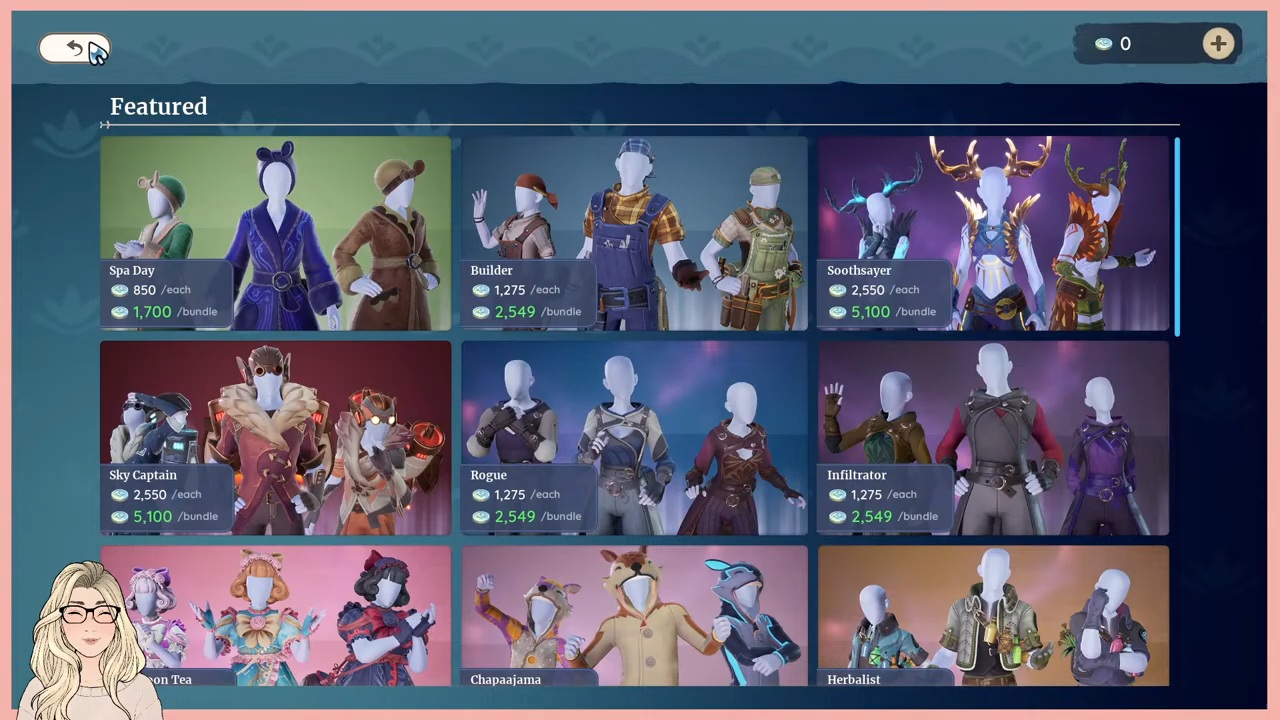 0
Featured
Spa Day
850 /each
1,700 /bundle
Builder
1,275 /each
2,549 /bundle
Soothsayer
2,550 /each
5,100 /bundle
Sky Captain
2,550 /each
5,100 /bundle
Rogue
1,275 /each
2,549 /bundle
Infiltrator
1,275 /each
2,549 /bundle
Tea
Chapaajama
Herbalist